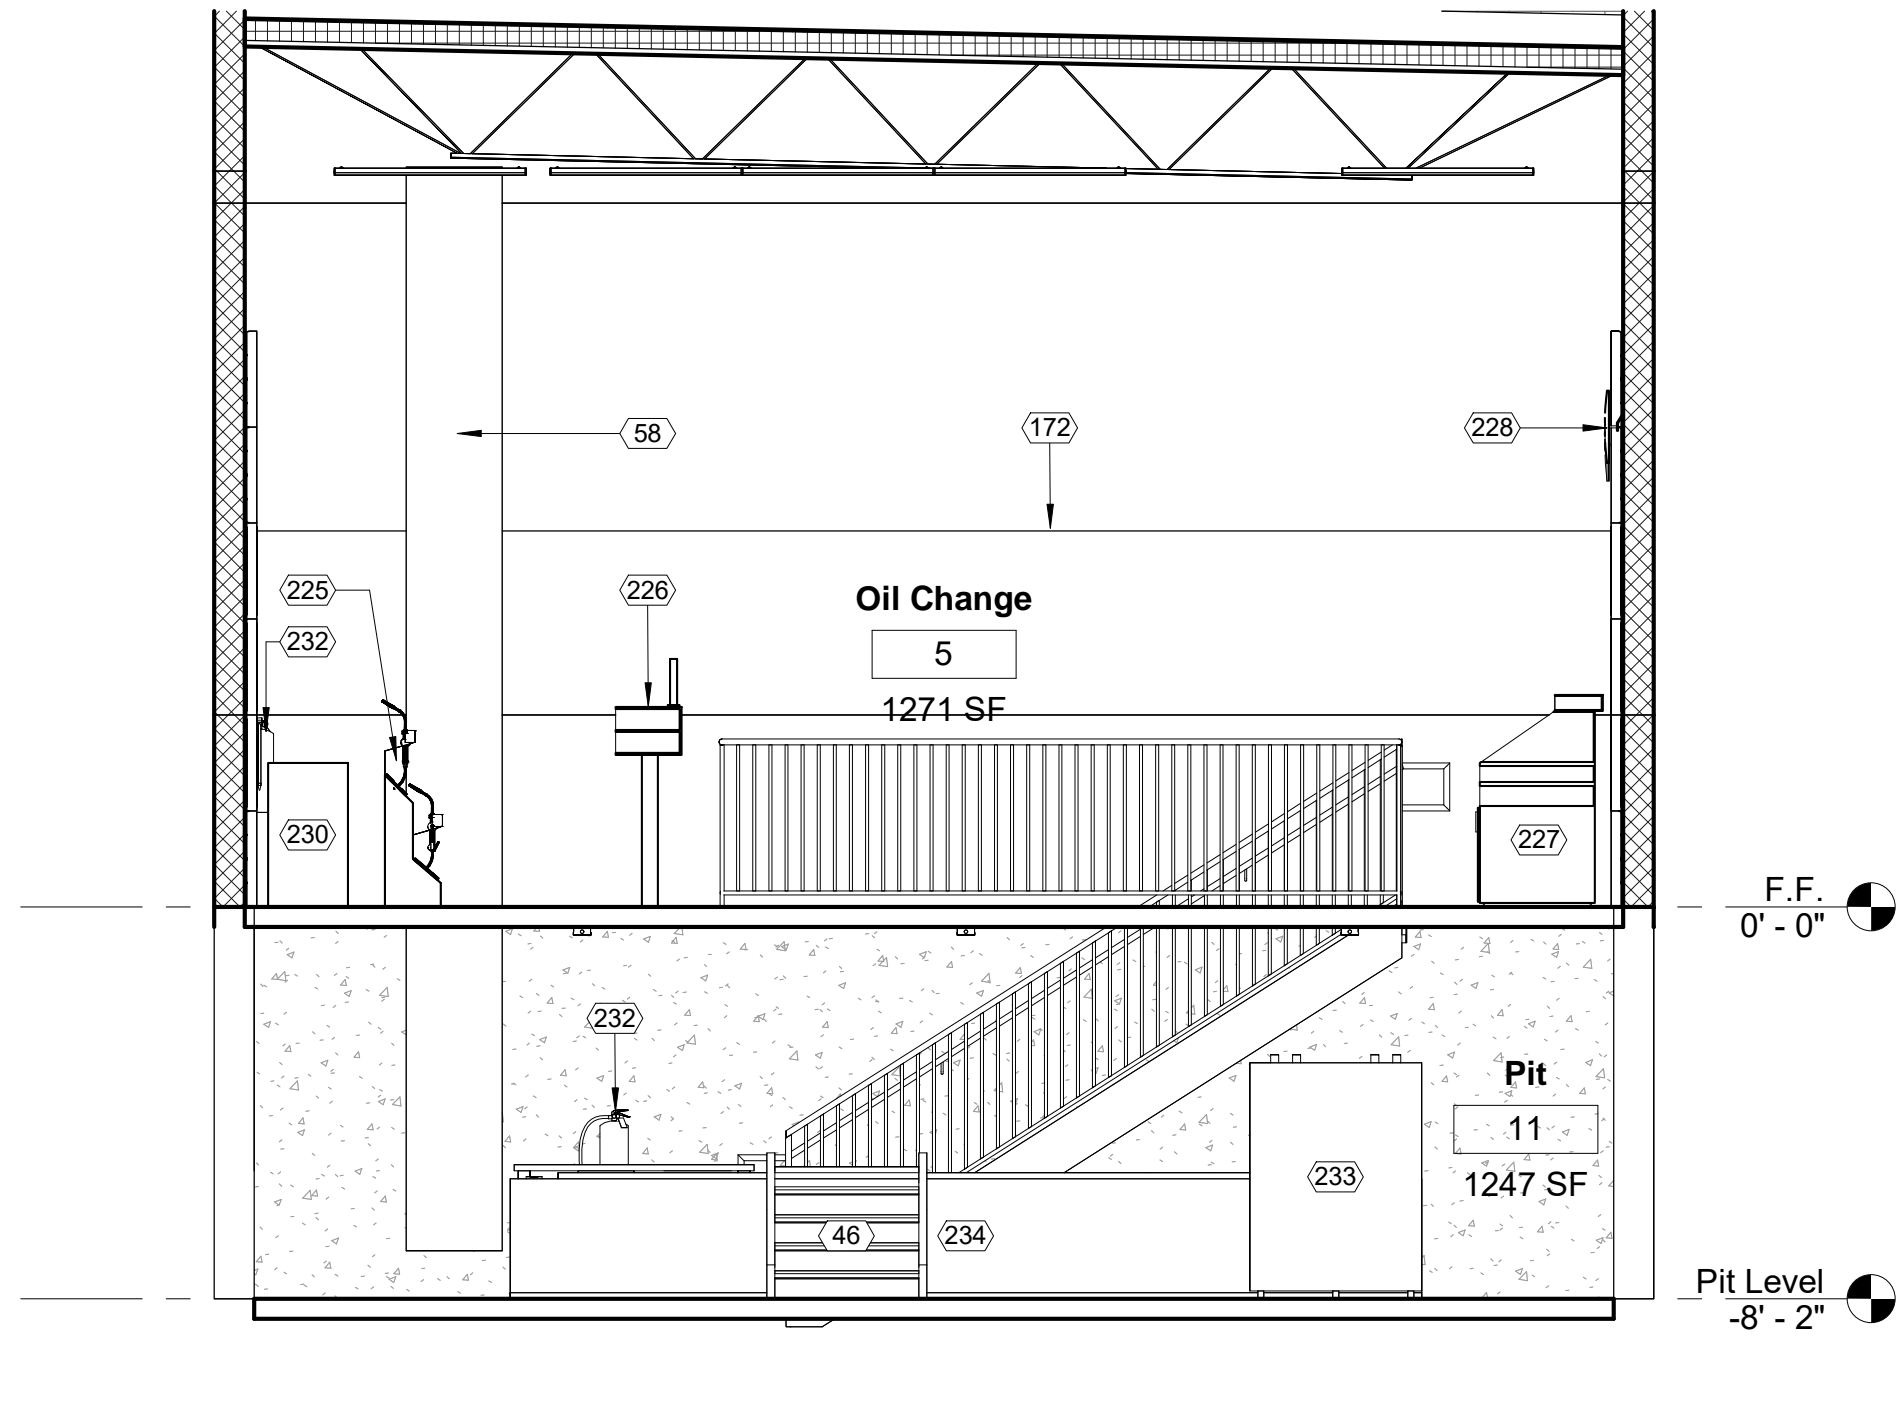 58
172
228
225
226
232
Oil Change
5
1271 SF
230
227
F.F.
0' - 0"
232
Pit
11
1247 SF
233
46
234
Pit Level
-8' - 2"